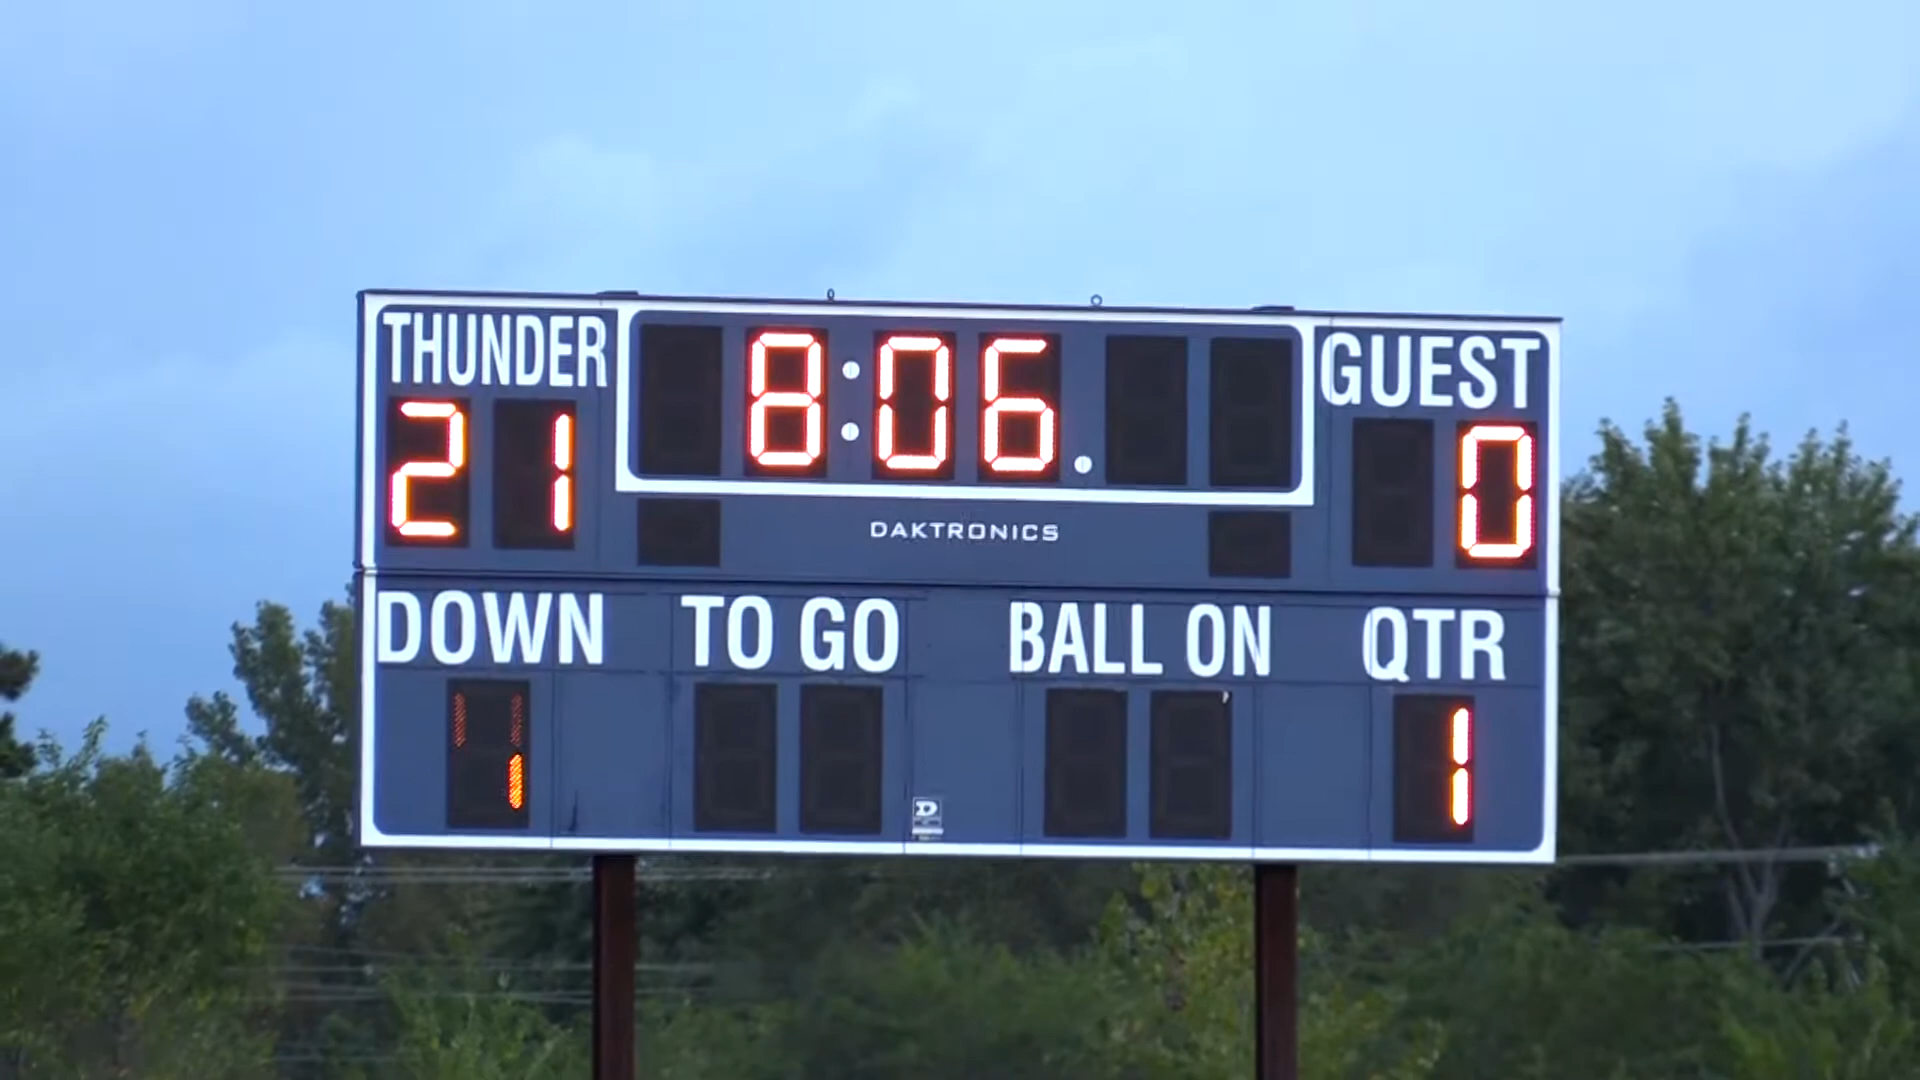 THUNDER 8:06. GUEST
21 0
DAKTRONICS
DOWN TO GO BALL ON QTR
1 1
D